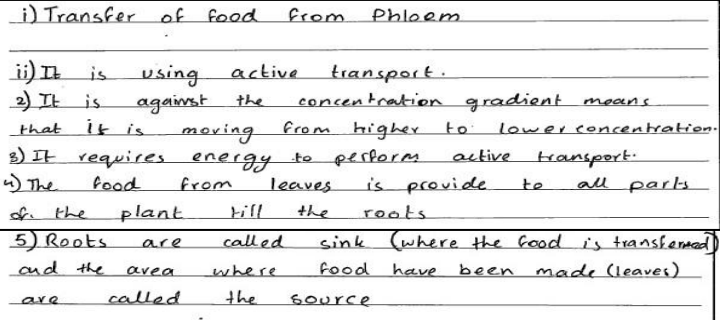 i) Transfer of food from Phloem
ii) It is using active transport.
2) It is against the concentration gradient means
that it is moving from higher to lower concentration.
3) It requires energy to perform active transport.
4) The food from leaves is provide to all parts
of the plant till the roots
5) Roots are called sink (where the food is transferred)
and the area where food have been made (leaves)
are called the source